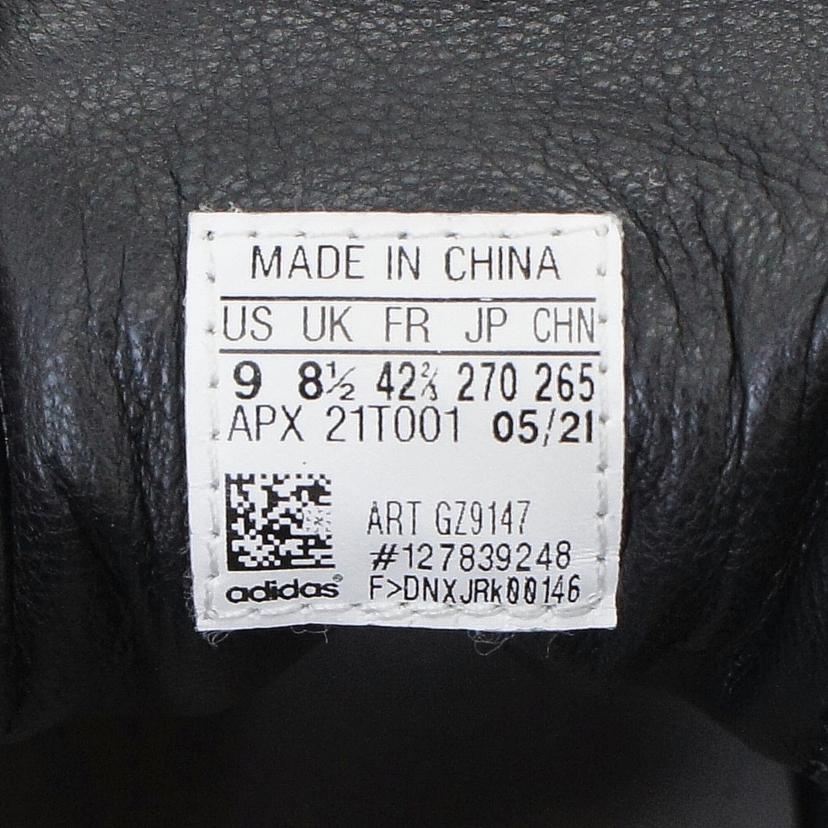 MADE IN CHINA
US UK FR JP CHN
9 8½ 42⅔ 270 265
APX 21T001 05/21
ART GZ9147
#127839248
adidas® F>DNXJRk00146